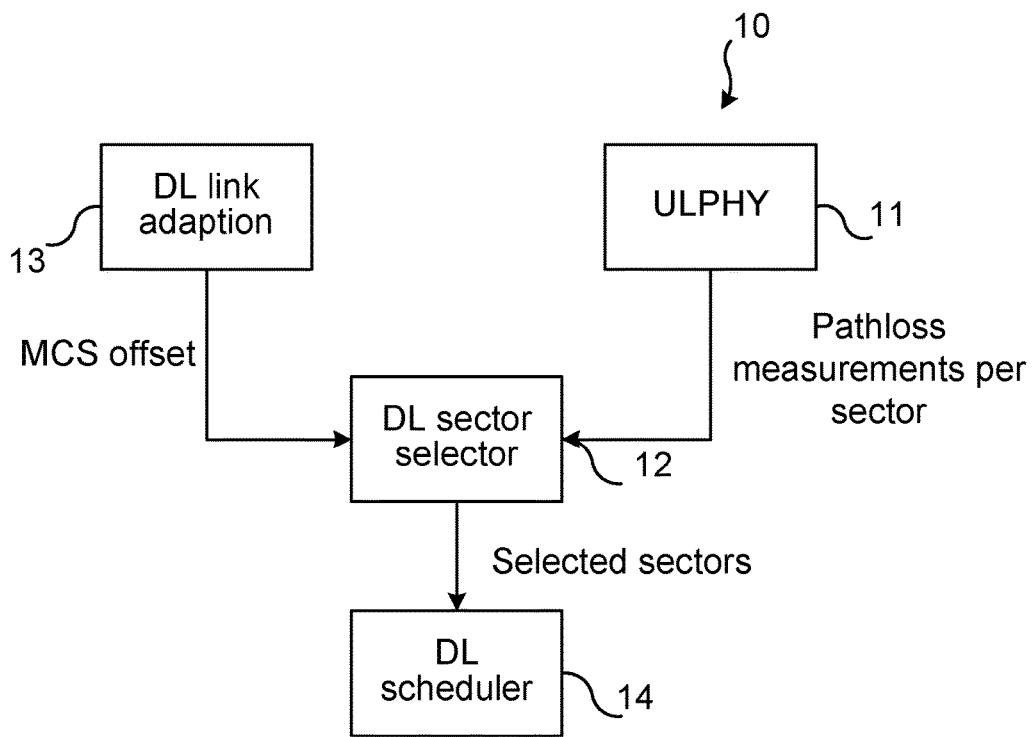 10
DL link
adaption
13
ULPHY
11
MCS offset
Pathloss
measurements per
sector
DL sector
selector
12
Selected sectors
DL
scheduler
14